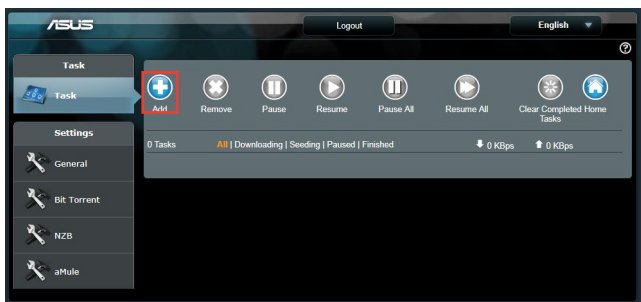 ASUS
Logout
English
Task
Task
Add
Remove
Pause
Resume
Pause All
Resume All
Clear Completed Tasks
Home
0 Tasks
All | Downloading | Seeding | Paused | Finished
0 KBps
0 KBps
Settings
General
Bit Torrent
NZB
aMule